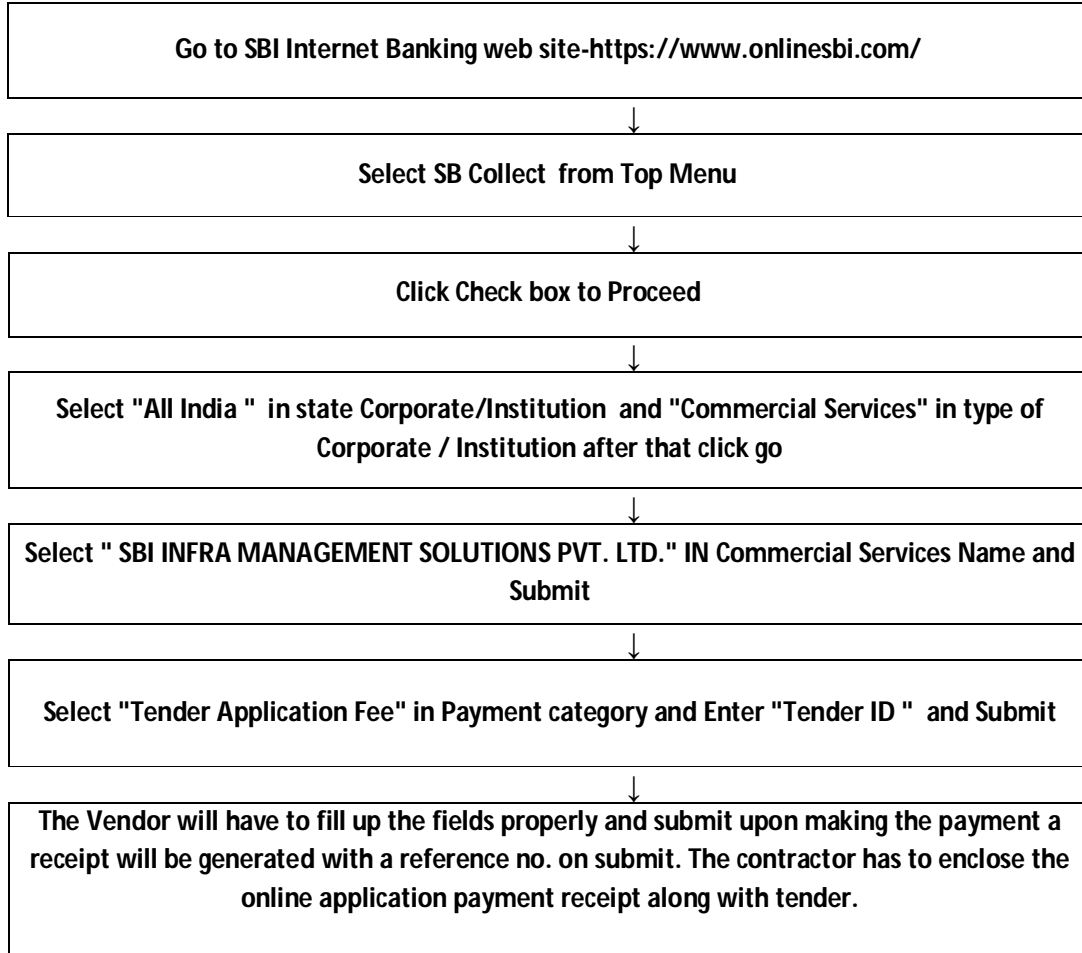 Go to SBI Internet Banking web site-https://www.onlinesbi.com/
↓
Select SB Collect from Top Menu
↓
Click Check box to Proceed
↓
Select "All India " in state Corporate/Institution and "Commercial Services" in type of
Corporate / Institution after that click go
↓
Select " SBI INFRA MANAGEMENT SOLUTIONS PVT. LTD." IN Commercial Services Name and
Submit
↓
Select "Tender Application Fee" in Payment category and Enter "Tender ID " and Submit
↓
The Vendor will have to fill up the fields properly and submit upon making the payment a
receipt will be generated with a reference no. on submit. The contractor has to enclose the
online application payment receipt along with tender.